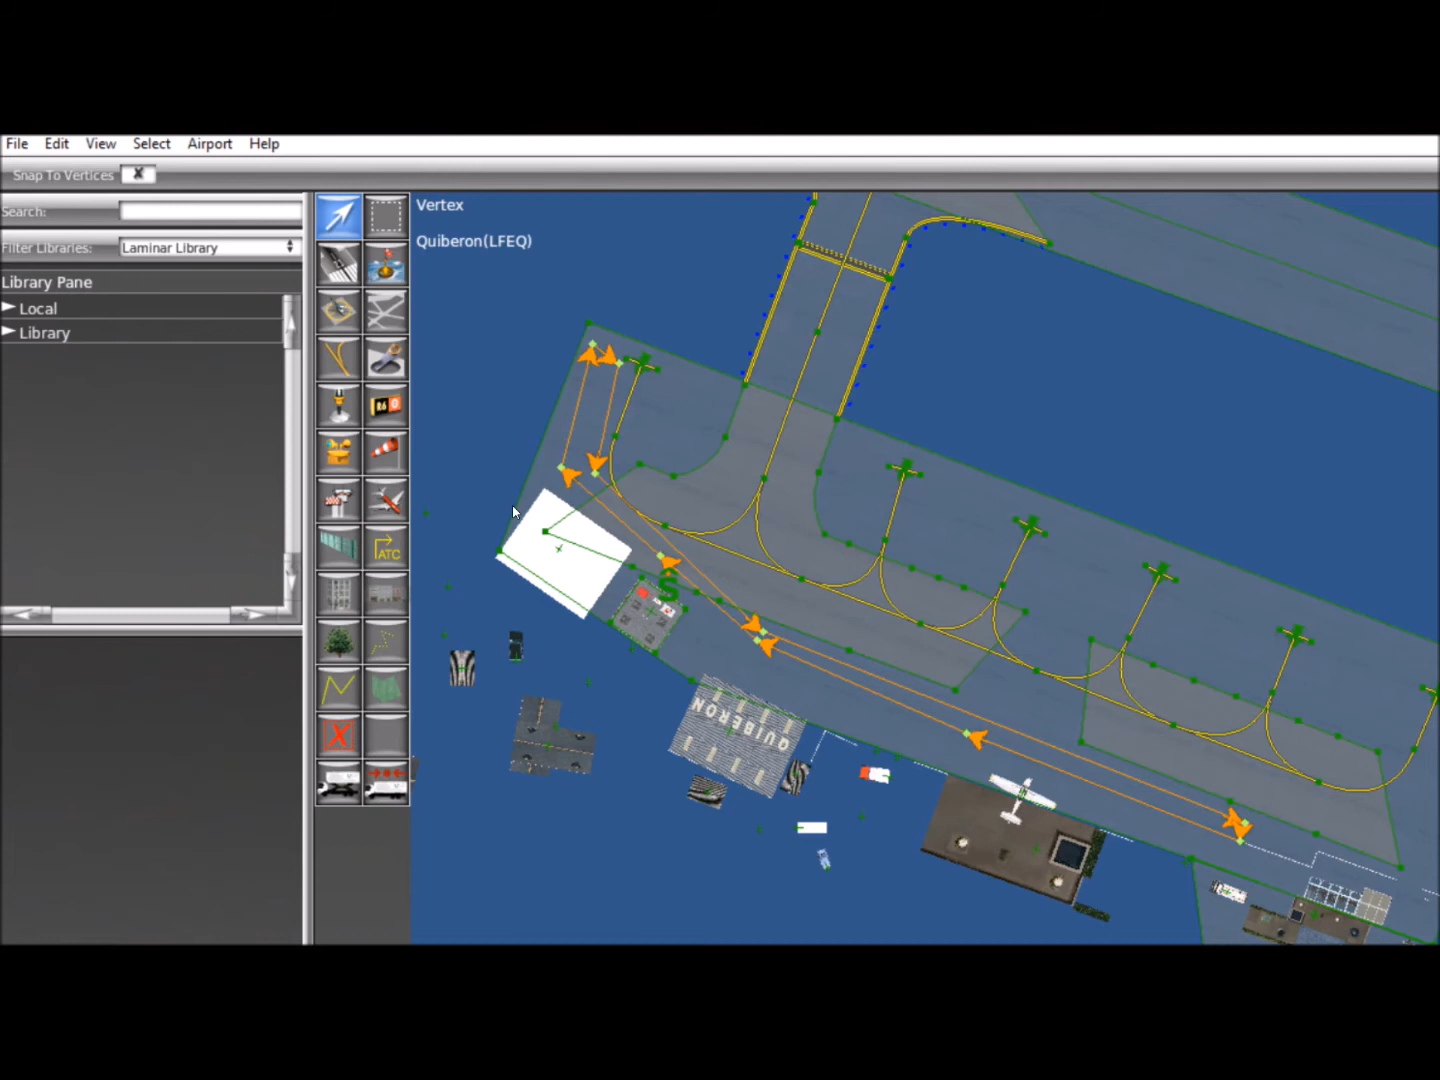 File Edit View Select Airport Help
Snap To Vertices X
Search:
Filter Libraries: Laminar Library
Library Pane
Local
Library
Vertex
Quiberon(LFEQ)
R6
ATC
X
S
QUIBERON